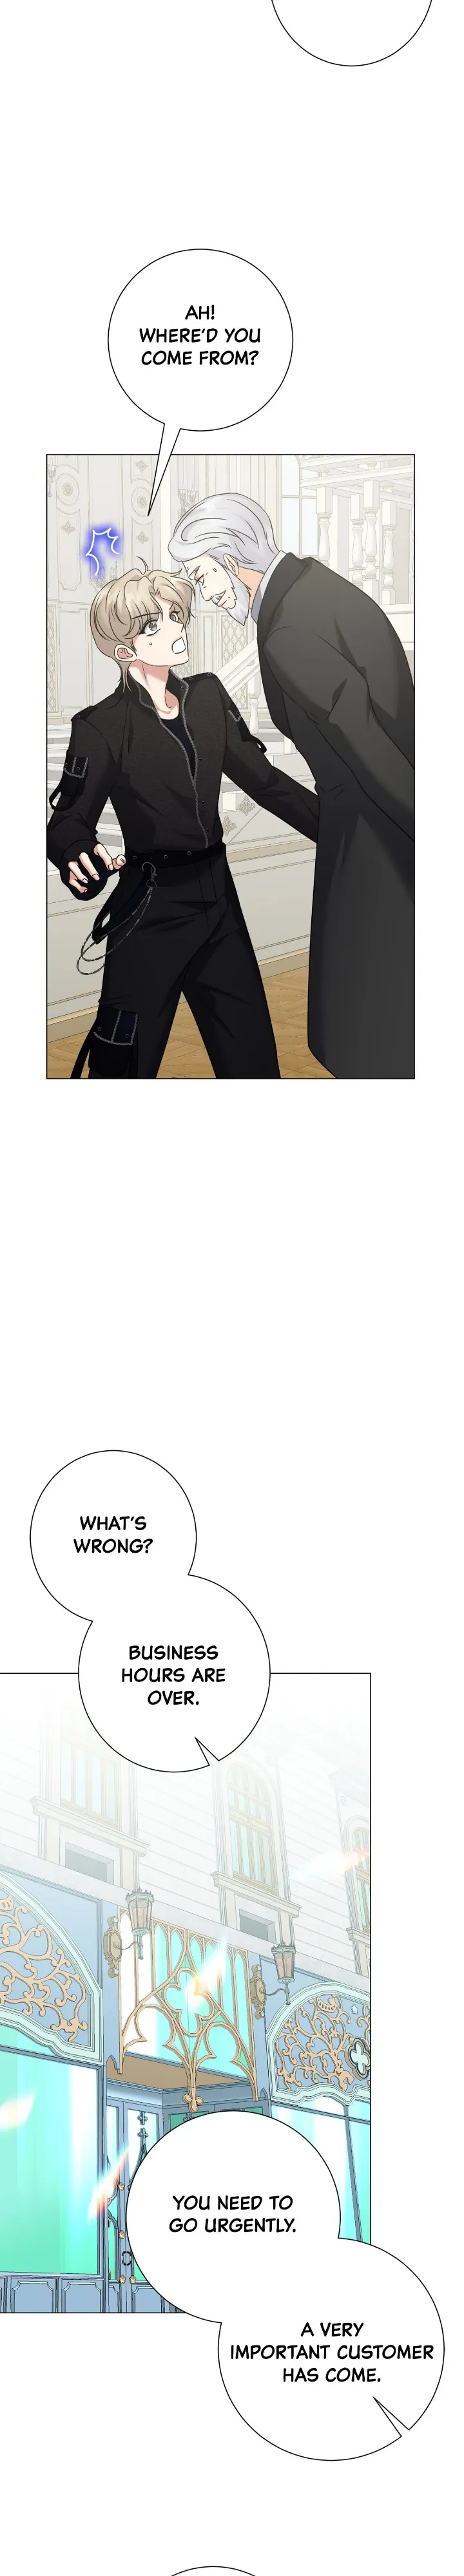 AH!
WHERE'D YOU
COME FROM?
WHAT'S
WRONG?
BUSINESS
HOURS ARE
OVER.
YOU NEED TO
GO URGENTLY.
A VERY
IMPORTANT CUSTOMER
HAS COME.